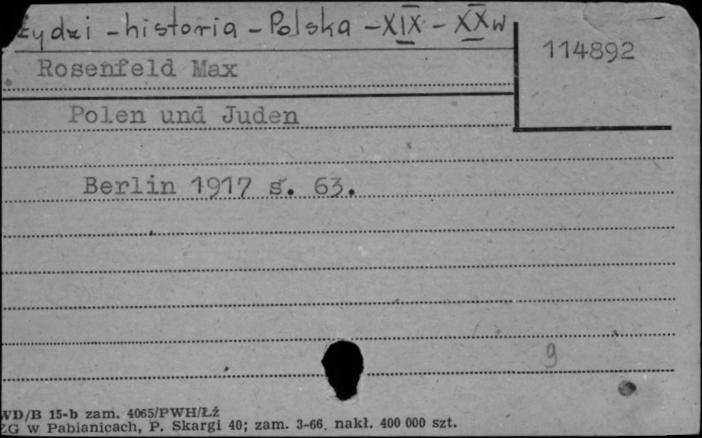 Żydzi - historia - Polska - XIX - XX w
114892
Rosenfeld Max
Polen und Juden
Berlin 1917 s. 63.
9
WD/B 15-b zam. 4065/PWH/Łź
ZG w Pabianicach, P. Skargi 40; zam. 3-66. nakł. 400 000 szt.